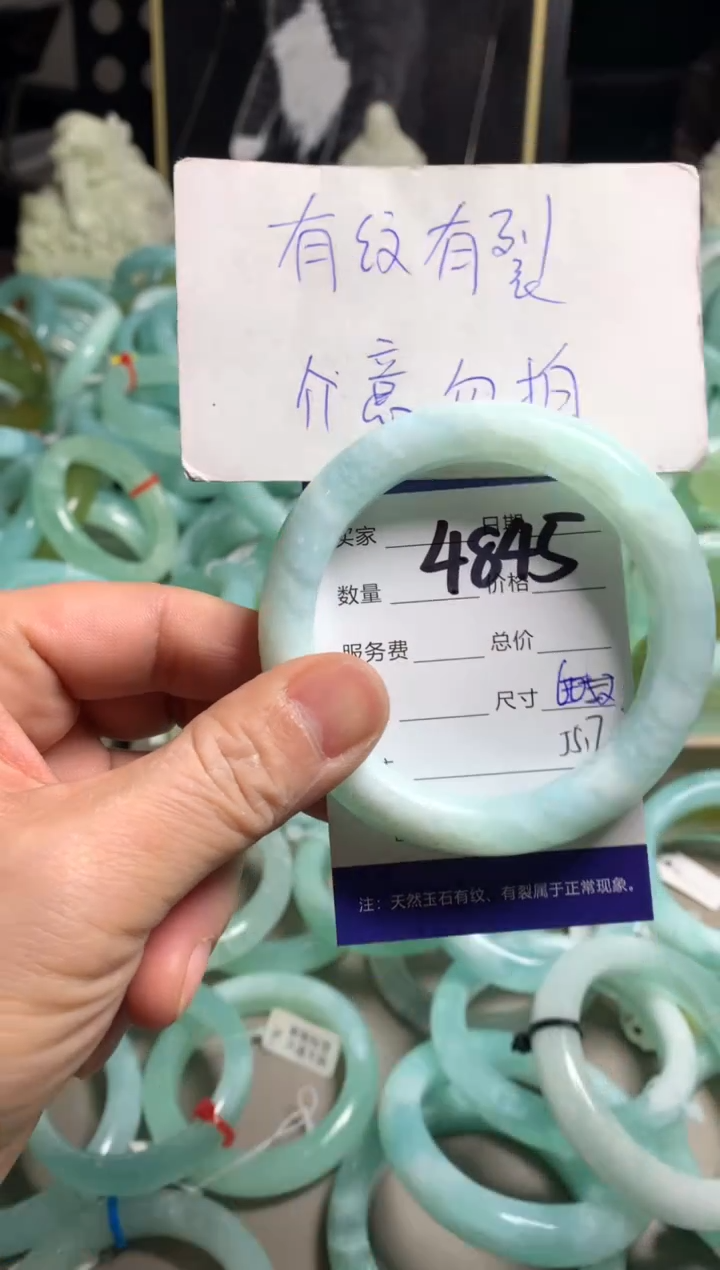 有纹有裂
介意勿拍
买家 日期
4845
数量 价格
服务费 总价
尺寸
55.7
注：天然玉石有纹、有裂属于正常现象。